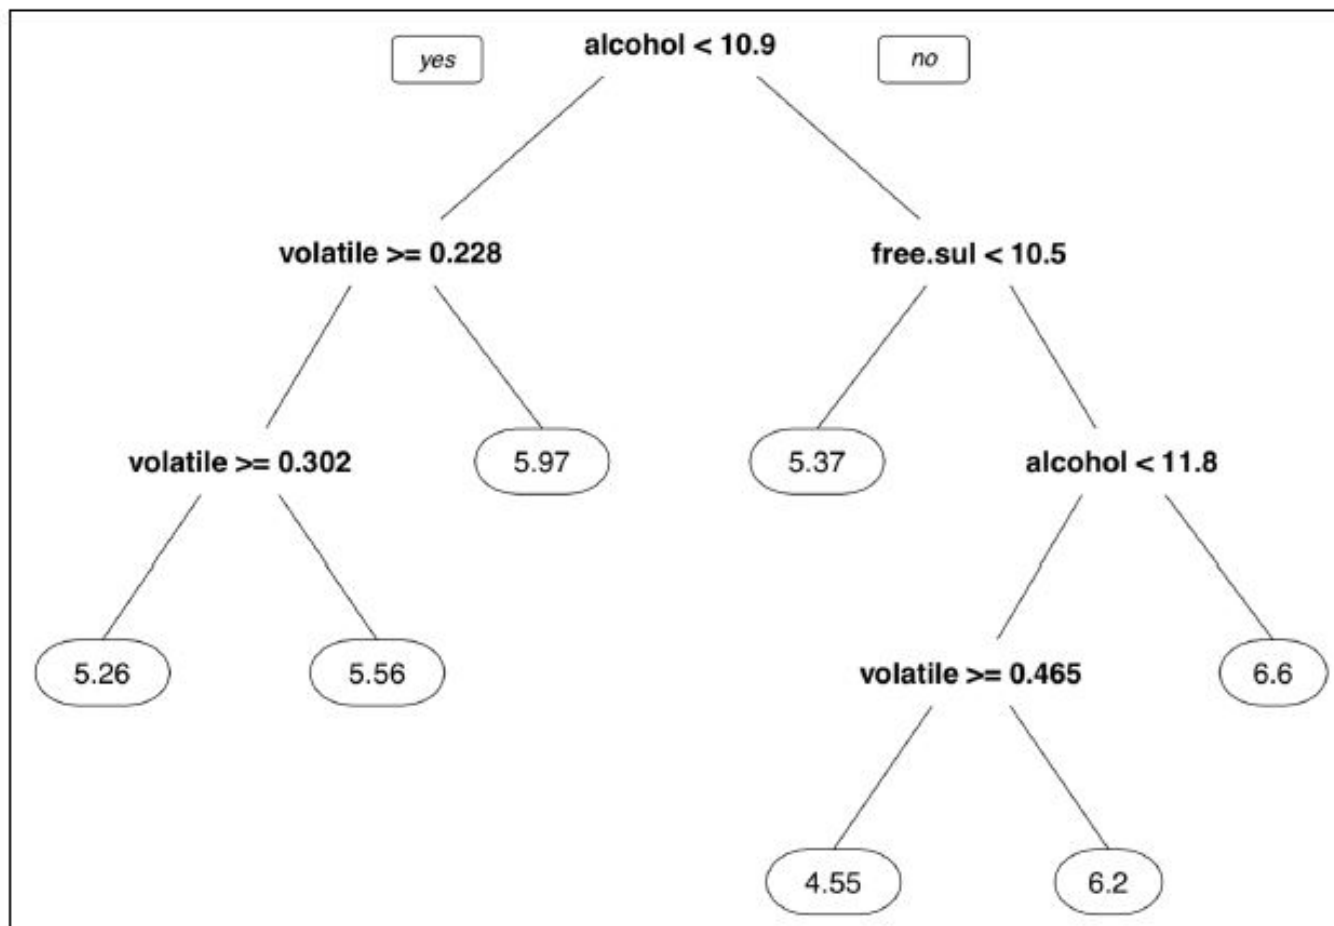 alcohol < 10.9
yes
no
volatile >= 0.228
free.sul < 10.5
volatile >= 0.302
5.97
5.37
alcohol < 11.8
5.26
5.56
volatile >= 0.465
6.6
4.55
6.2